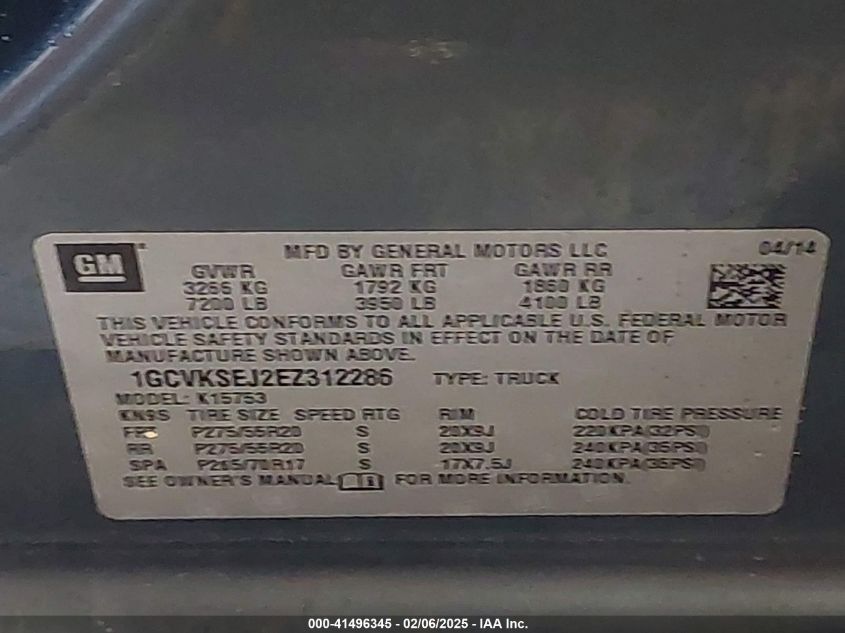 GM
MFD BY GENERAL MOTORS LLC 04/14
GVWR GAWR FRT GAWR RR
3266 KG 1792 KG 1860 KG
7200 LB 3950 LB 4100 LB
THIS VEHICLE CONFORMS TO ALL APPLICABLE U.S. FEDERAL MOTOR
VEHICLE SAFETY STANDARDS IN EFFECT ON THE DATE OF
MANUFACTURE SHOWN ABOVE.
1GCVKSEJ2EZ312286 TYPE: TRUCK
MODEL: K15753
KN9S TIRE SIZE SPEED RTG RIM COLD TIRE PRESSURE
FRT P275/55R20 S 20X9J 220KPA(32PSI)
RR P275/55R20 S 20X9J 240KPA(35PSI)
SPA S 17X7.5J 240KPA(35PSI)
SEE OWNER'S MANUAL FOR MORE INFORMATION.
000-41496345 - 02/06/2025 - IAA Inc.